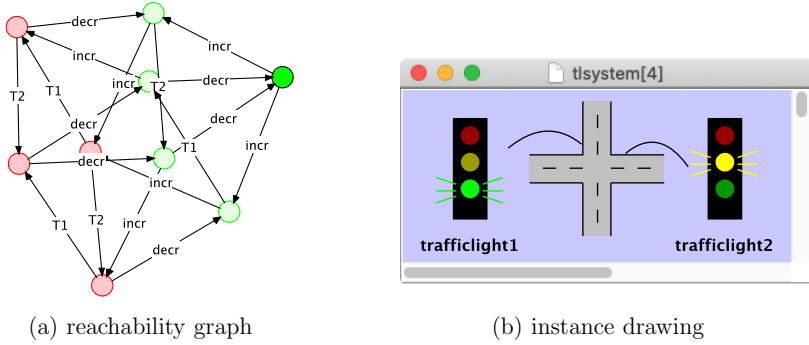 decr
incr
incr
T2
decr
T2
T1
decr
decr
T1
incr
decr
incr
T1
T2
incr
decr
tlsystem[4]
trafficlight1
trafficlight2
(a) reachability graph
(b) instance drawing